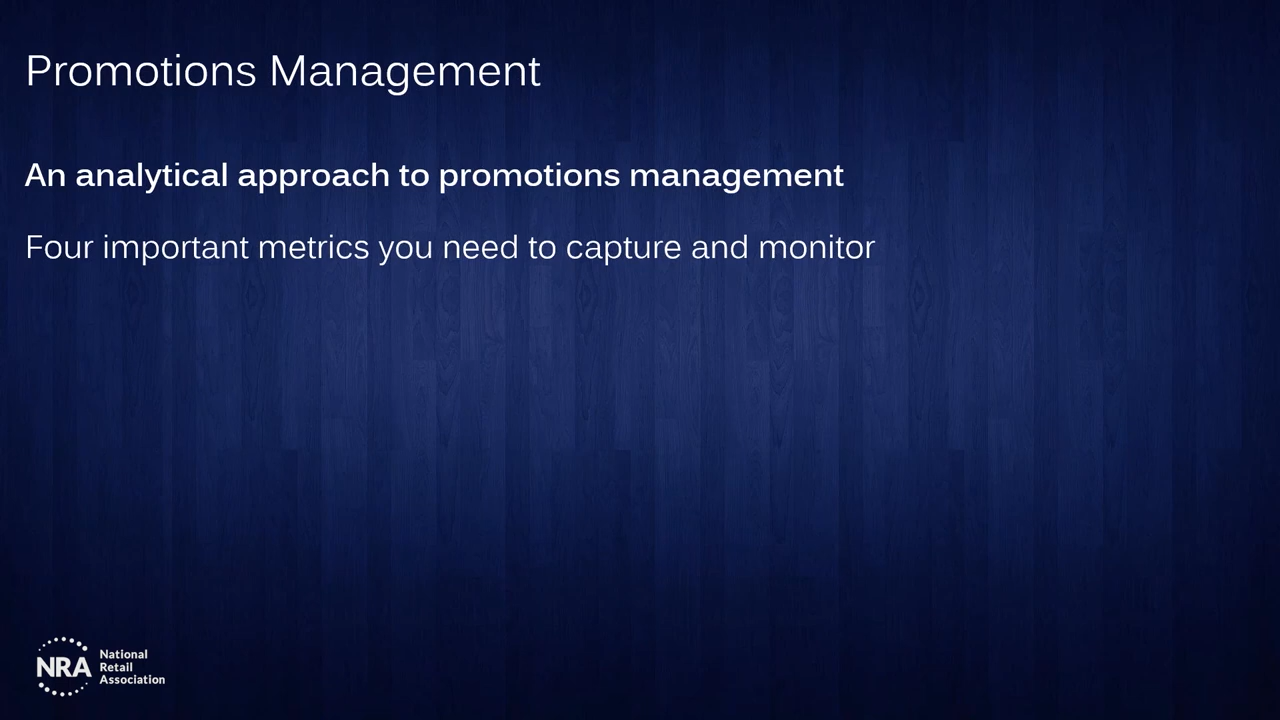 Promotions Management
An analytical approach to promotions management
Four important metrics you need to capture and monitor
NRA
National
Retail
Association